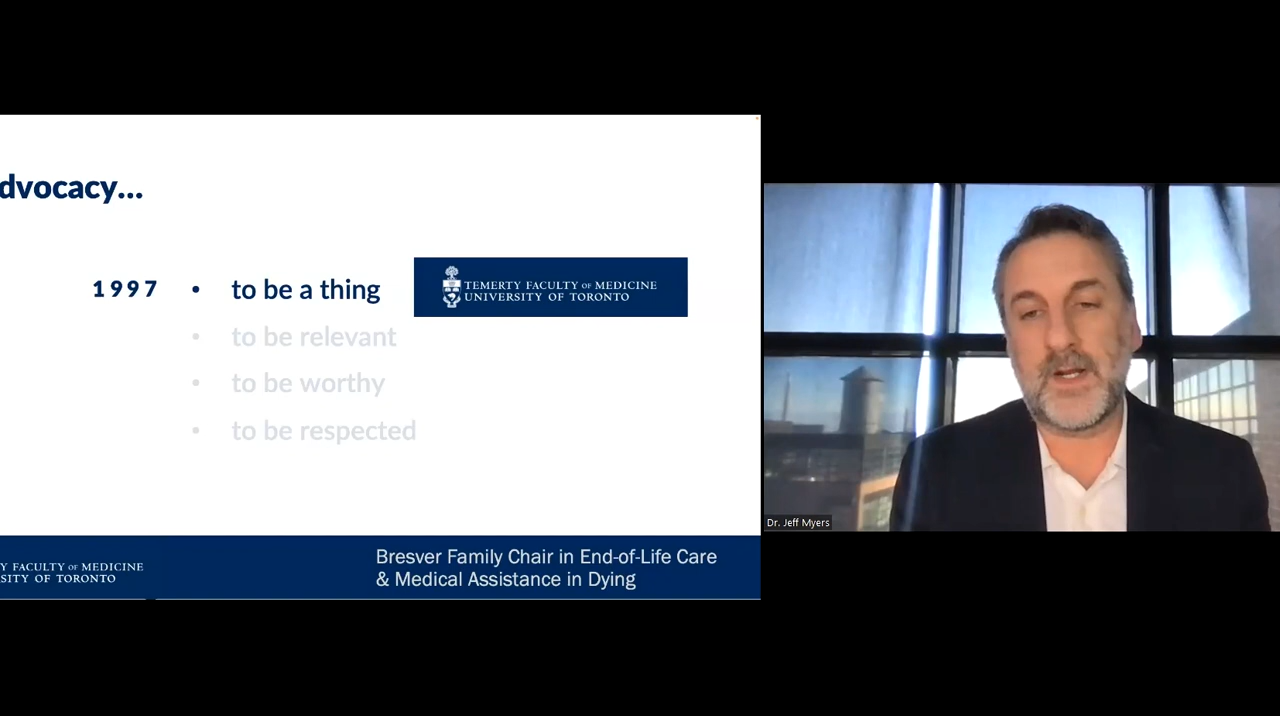 dvocacy...
1997 • to be a thing
TEMERTY FACULTY OF MEDICINE
UNIVERSITY OF TORONTO
• to be relevant
• to be worthy
• to be respected
Y FACULTY OF MEDICINE
SITY OF TORONTO
Bresver Family Chair in End-of-Life Care
& Medical Assistance in Dying
Dr. Jeff Myers